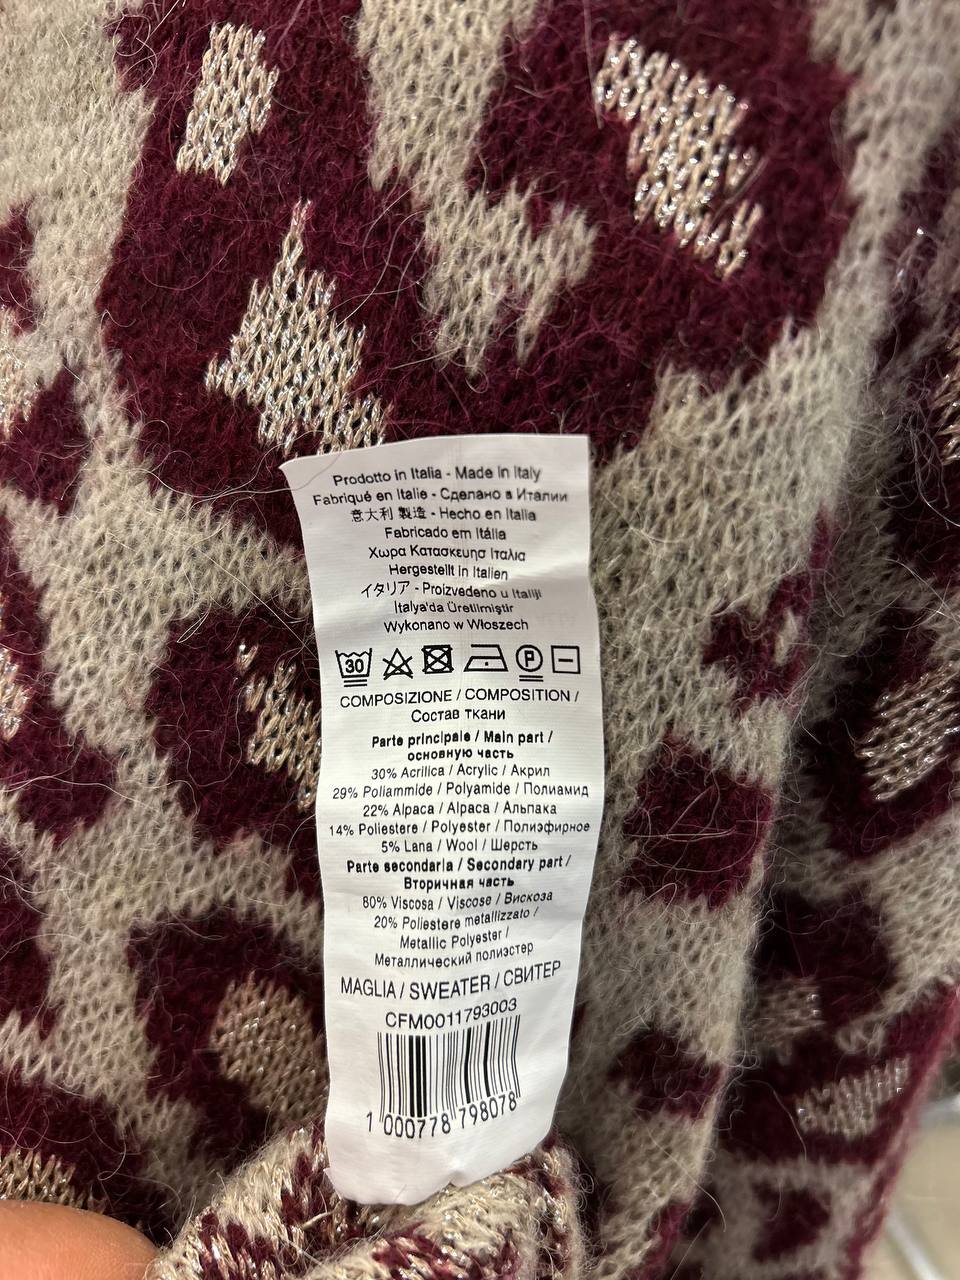 Prodotto in Italia - Made in Italy
Fabriqué en Italie - Сделано в Италии
意大利 製造 - Hecho en Italia
Fabricado em Itália
Χωρα Κατασκευησ Ιταλια
Hergestellt in Italien
イタリア - Proizvedeno u Italiji
Italya'da Üretilmiştir
Wykonano w Włoszech
30 P
COMPOSIZIONE / COMPOSITION /
Состав ткани
Parte principale / Main part /
основную часть
30% Acrilica / Acrylic / Акрил
29% Poliammide / Polyamide / Полиамид
22% Alpaca / Alpaca / Альпака
14% Poliestere / Polyester / Полиэфирное
5% Lana / Wool / Шерсть
Parte secondaria / Secondary part /
Вторичная часть
80% Viscosa / Viscose / Вискоза
20% Poliestere metallizzato /
Metallic Polyester /
Металлический полиэстер
MAGLIA / SWEATER / СВИТЕР
CFM0011793003
1 000778 798078